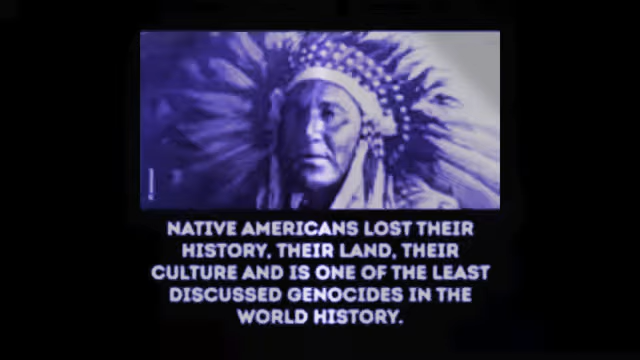 NATIVE AMERICANS LOST THEIR
HISTORY, THEIR LAND, THEIR
CULTURE AND IS ONE OF THE LEAST
DISCUSSED GENOCIDES IN THE
WORLD HISTORY.